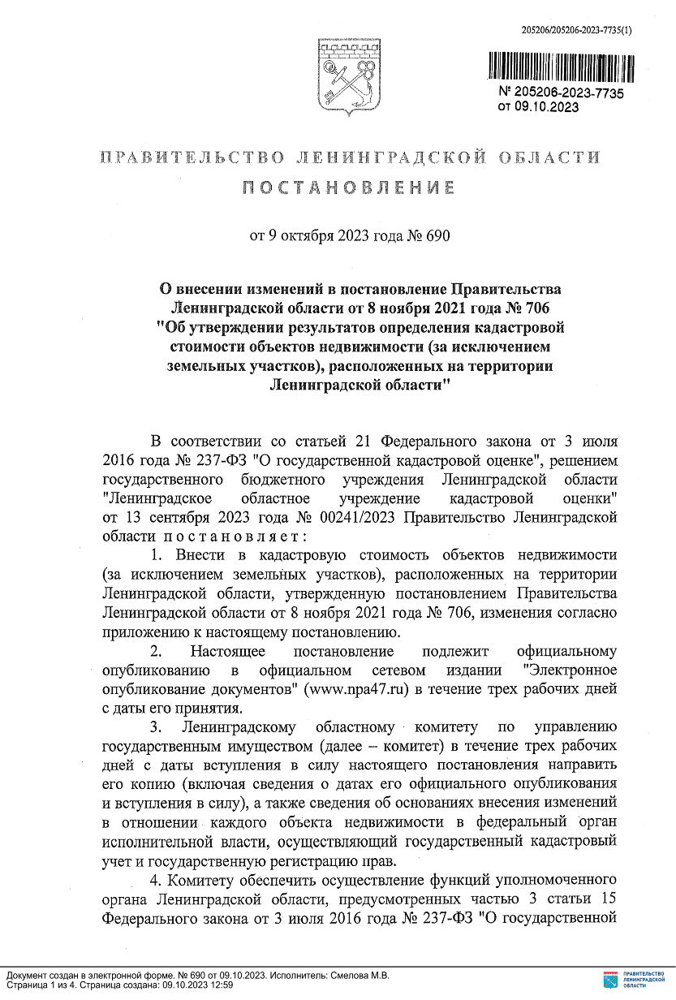 205206/205206-2023-7735(1)
№ 205206-2023-7735
от 09.10.2023
ПРАВИТЕЛЬСТВО ЛЕНИНГРАДСКОЙ ОБЛАСТИ
ПОСТАНОВЛЕНИЕ
от 9 октября 2023 года № 690
О внесении изменений в постановление Правительства
Ленинградской области от 8 ноября 2021 года № 706
"Об утверждении результатов определения кадастровой
стоимости объектов недвижимости (за исключением
земельных участков), расположенных на территории
Ленинградской области"
В соответствии со статьей 21 Федерального закона от 3 июля
2016 года № 237-ФЗ "О государственной кадастровой оценке", решением
государственного бюджетного учреждения Ленинградской области
"Ленинградское областное учреждение кадастровой оценки"
от 13 сентября 2023 года № 00241/2023 Правительство Ленинградской
области п о с т а н о в л я е т :
1. Внести в кадастровую стоимость объектов недвижимости
(за исключением земельных участков), расположенных на территории
Ленинградской области, утвержденную постановлением Правительства
Ленинградской области от 8 ноября 2021 года № 706, изменения согласно
приложению к настоящему постановлению.
2. Настоящее постановление подлежит официальному
опубликованию в официальном сетевом издании "Электронное
опубликование документов" (www.npa47.ru) в течение трех рабочих дней
с даты его принятия.
3. Ленинградскому областному комитету по управлению
государственным имуществом (далее – комитет) в течение трех рабочих
дней с даты вступления в силу настоящего постановления направить
его копию (включая сведения о датах его официального опубликования
и вступления в силу), а также сведения об основаниях внесения изменений
в отношении каждого объекта недвижимости в федеральный орган
исполнительной власти, осуществляющий государственный кадастровый
учет и государственную регистрацию прав.
4. Комитету обеспечить осуществление функций уполномоченного
органа Ленинградской области, предусмотренных частью 3 статьи 15
Федерального закона от 3 июля 2016 года № 237-ФЗ "О государственной
Документ создан в электронной форме. № 690 от 09.10.2023. Исполнитель: Смелова М.В.
Страница 1 из 4. Страница создана: 09.10.2023 12:59
ПРАВИТЕЛЬСТВО
ЛЕНИНГРАДСКОЙ
ОБЛАСТИ